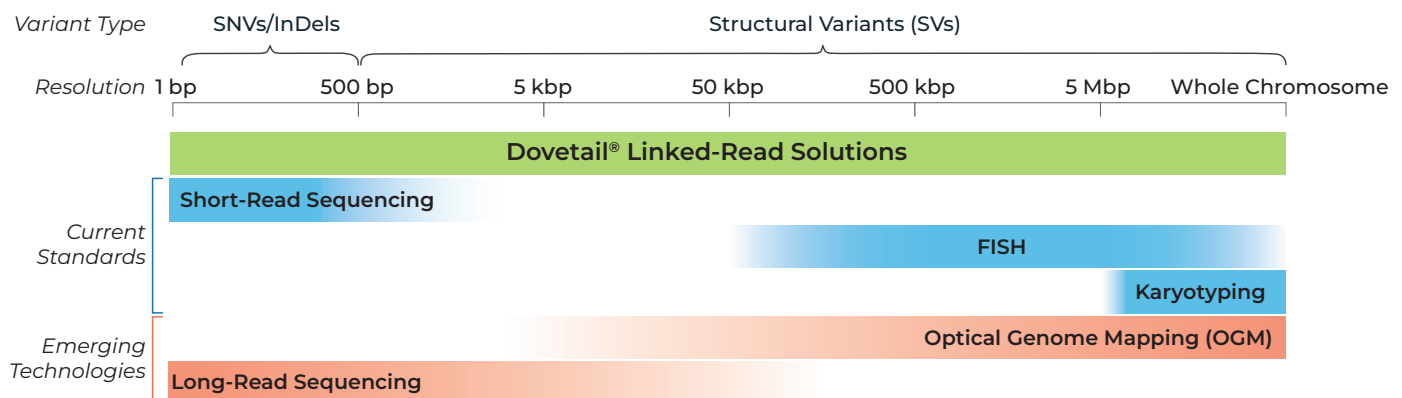 Variant Type SNVs/InDels Structural Variants (SVs)
Resolution 1 bp 500 bp 5 kbp 50 kbp 500 kbp 5 Mbp Whole Chromosome
Dovetail® Linked-Read Solutions
Short-Read Sequencing
Current
Standards
FISH
Karyotyping
Optical Genome Mapping (OGM)
Emerging
Technologies
Long-Read Sequencing